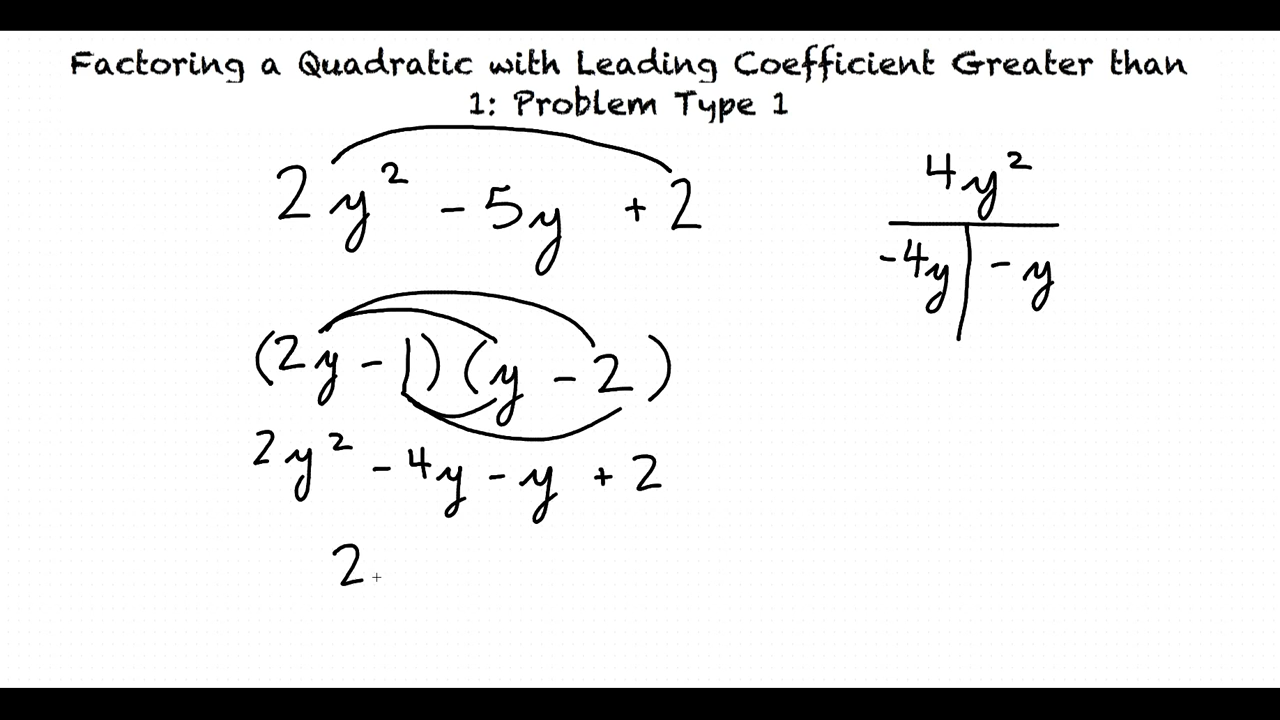 Factoring a Quadratic with Leading Coefficient Greater than
1: Problem Type 1
2y² - 5y + 2
4y²
-4y | - y
(2y - 1)(y - 2)
2y² - 4y - y + 2
2